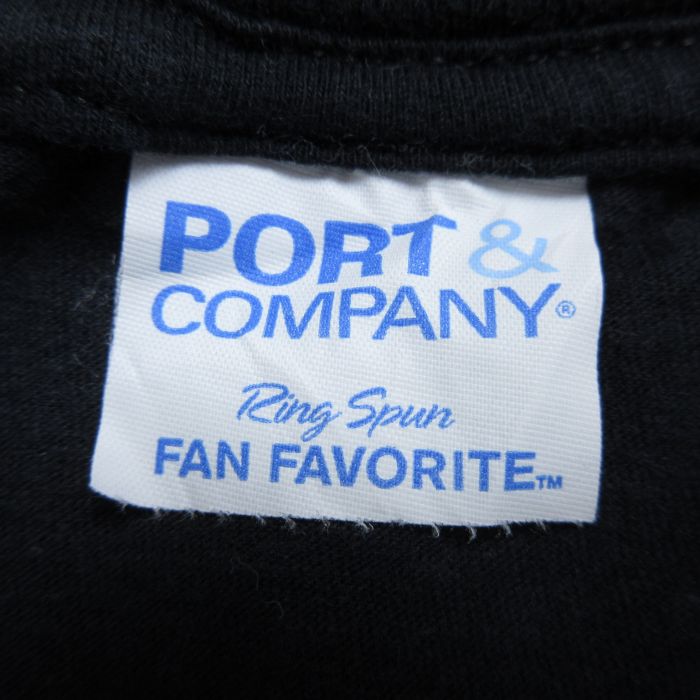 PORT &
COMPANY®
Ring Spun
FAN FAVORITE™